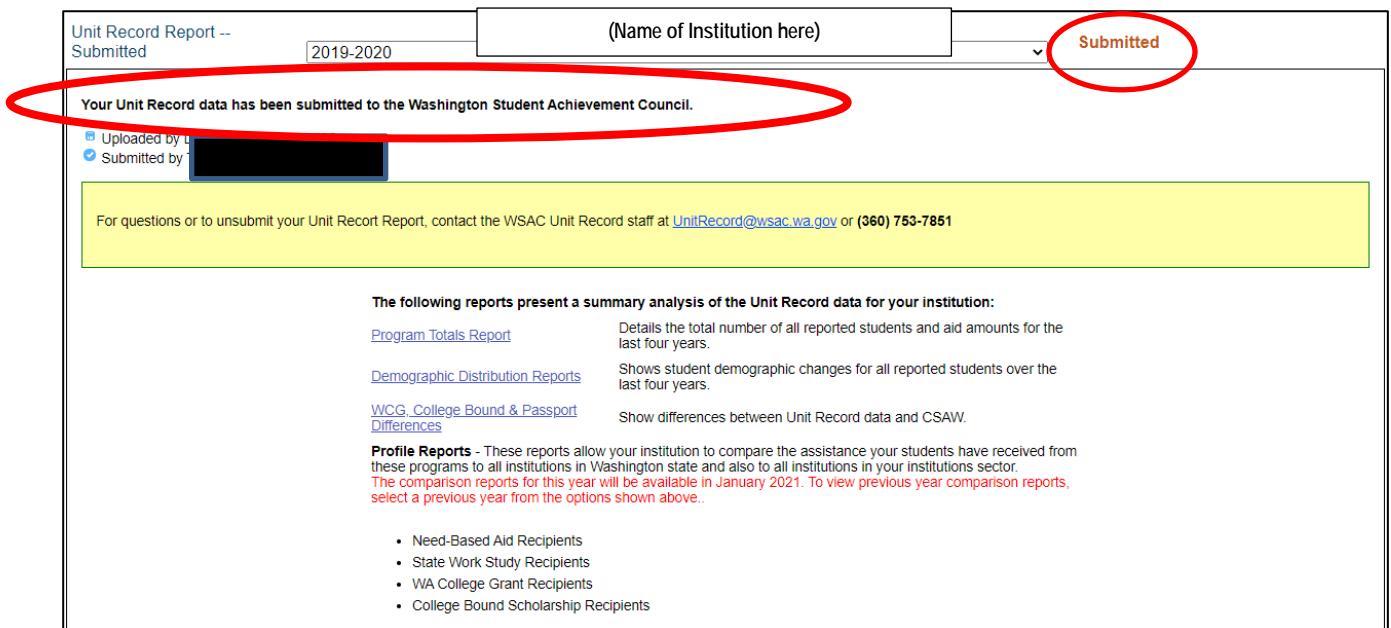 Unit Record Report --
Submitted
2019-2020
(Name of Institution here)
Submitted
Your Unit Record data has been submitted to the Washington Student Achievement Council.
Uploaded by
Submitted by
For questions or to unsubmit your Unit Recort Report, contact the WSAC Unit Record staff at UnitRecord@wsac.wa.gov or (360) 753-7851
The following reports present a summary analysis of the Unit Record data for your institution:
Program Totals Report
Details the total number of all reported students and aid amounts for the
last four years.
Demographic Distribution Reports
Shows student demographic changes for all reported students over the
last four years.
WCG, College Bound & Passport
Differences
Show differences between Unit Record data and CSAW.
Profile Reports - These reports allow your institution to compare the assistance your students have received from
these programs to all institutions in Washington state and also to all institutions in your institutions sector.
The comparison reports for this year will be available in January 2021. To view previous year comparison reports,
select a previous year from the options shown above..
• Need-Based Aid Recipients
• State Work Study Recipients
• WA College Grant Recipients
• College Bound Scholarship Recipients